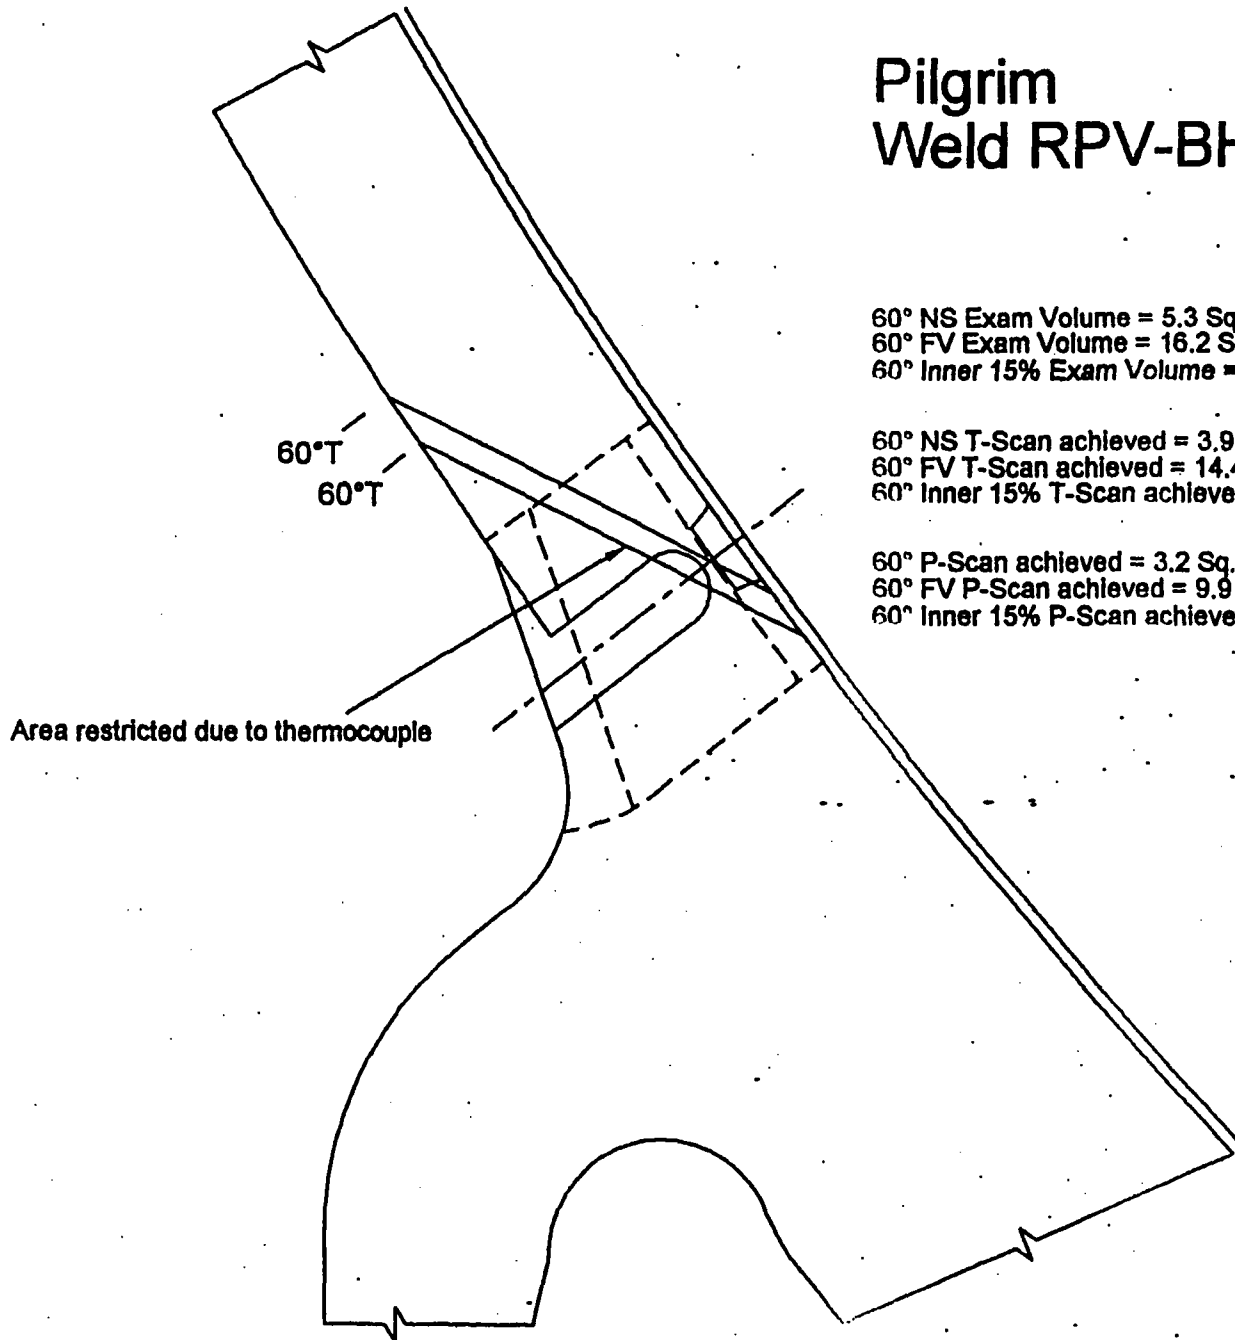 Pilgrim
Weld RPV-BH
60° NS Exam Volume = 5.3 Sq
60° FV Exam Volume = 16.2 S
60° Inner 15% Exam Volume =
60° NS T-Scan achieved = 3.9
60° FV T-Scan achieved = 14.4
60° Inner 15% T-Scan achieve
60° P-Scan achieved = 3.2 Sq.
60° FV P-Scan achieved = 9.9
60° Inner 15% P-Scan achieve
60°T
60°T
Area restricted due to thermocouple